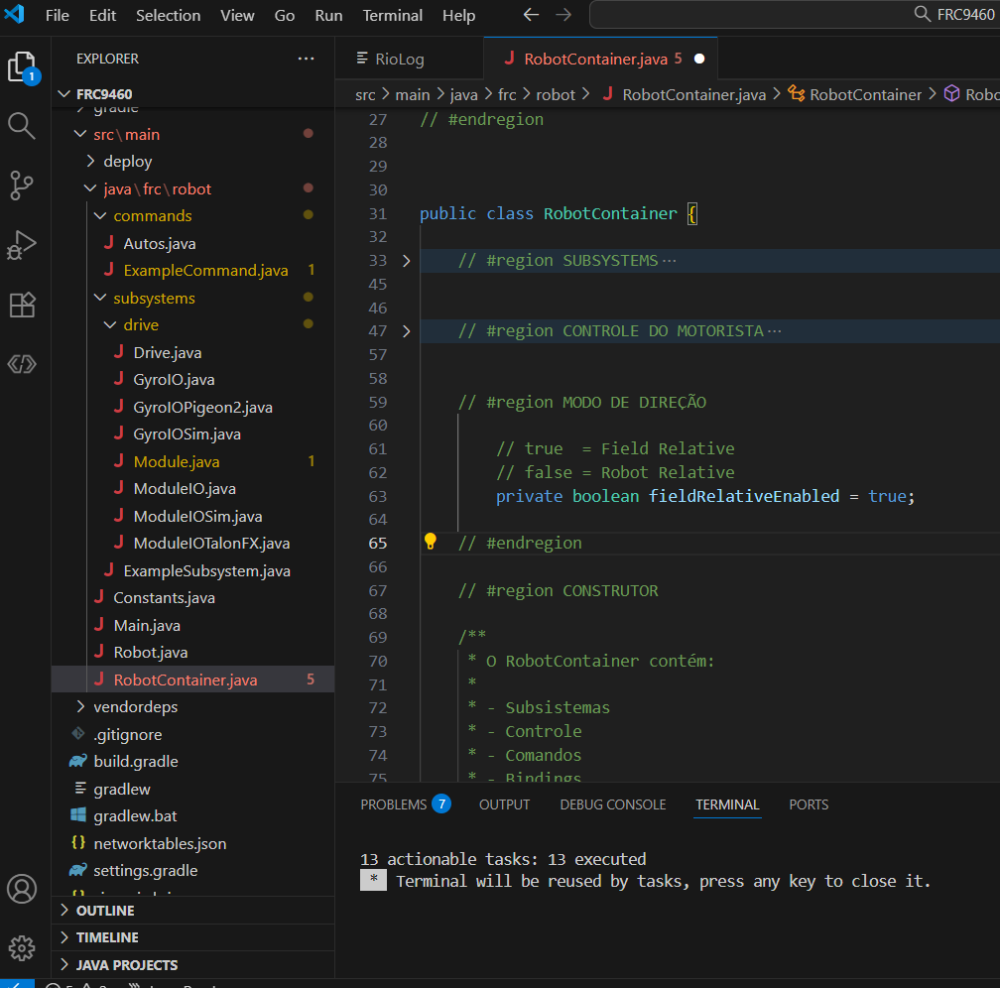 File Edit Selection View Go Run Terminal Help
FRC9460
EXPLORER
FRC9460
gradle
src\main
deploy
java\frc\robot
commands
Autos.java
ExampleCommand.java 1
subsystems
drive
Drive.java
GyroIO.java
GyroIOPigeon2.java
GyroIOSim.java
Module.java 1
ModuleIO.java
ModuleIOSim.java
ModuleIOTalonFX.java
ExampleSubsystem.java
Constants.java
Main.java
Robot.java
RobotContainer.java 5
vendordeps
.gitignore
build.gradle
gradlew
gradlew.bat
networktables.json
settings.gradle
OUTLINE
TIMELINE
JAVA PROJECTS
1
RioLog
RobotContainer.java 5
src > main > java > frc > robot > RobotContainer.java > RobotContainer >
27 // #endregion
28
29
30
31 public class RobotContainer {
32
33 // #region SUBSYSTEMS ...
45
46
47 // #region CONTROLE DO MOTORISTA ...
57
58
59 // #region MODO DE DIREÇÃO
60
61 // true  = Field Relative
62 // false = Robot Relative
63 private boolean fieldRelativeEnabled = true;
64
65 // #endregion
66
67 // #region CONSTRUTOR
68
69 /**
70 * O RobotContainer contém:
71 *
72 * - Subsistemas
73 * - Controle
74 * - Comandos
75 * - Bindings
PROBLEMS 7 OUTPUT DEBUG CONSOLE TERMINAL PORTS
13 actionable tasks: 13 executed
* Terminal will be reused by tasks, press any key to close it.